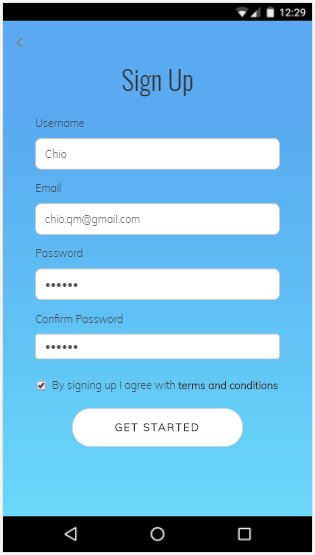 12:29
Sign Up
Username
Chio
Email
chio.qm@gmail.com
Password
••••••
Confirm Password
••••••
By signing up I agree with terms and conditions
GET STARTED